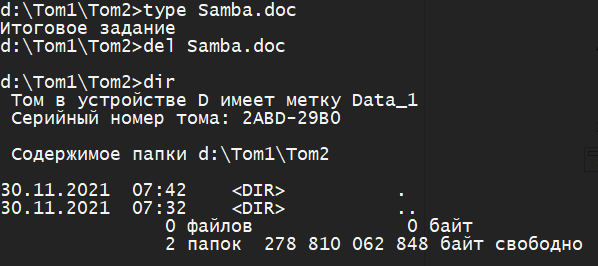 d:\Tom1\Tom2>type Samba.doc
Итоговое задание
d:\Tom1\Tom2>del Samba.doc
d:\Tom1\Tom2>dir
Том в устройстве D имеет метку Data_1
Серийный номер тома: 2ABD-29B0
Содержимое папки d:\Tom1\Tom2
30.11.2021  07:42    <DIR>          .
30.11.2021  07:32    <DIR>          ..
0 файлов              0 байт
2 папок  278 810 062 848 байт свободно